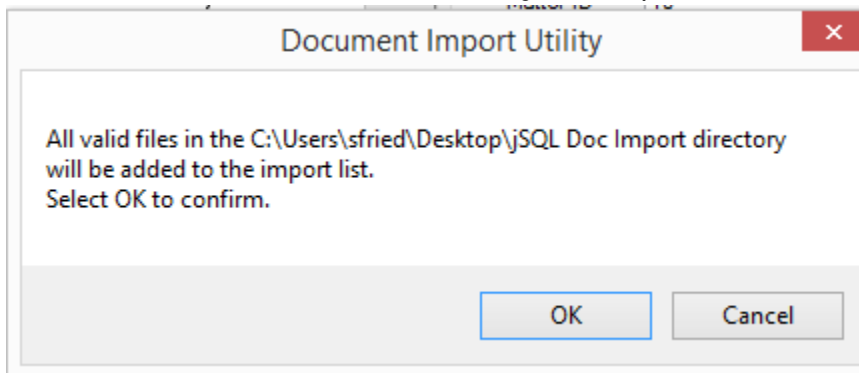 Document Import Utility
All valid files in the C:\Users\sfried\Desktop\jSQL Doc Import directory
will be added to the import list.
Select OK to confirm.
OK Cancel